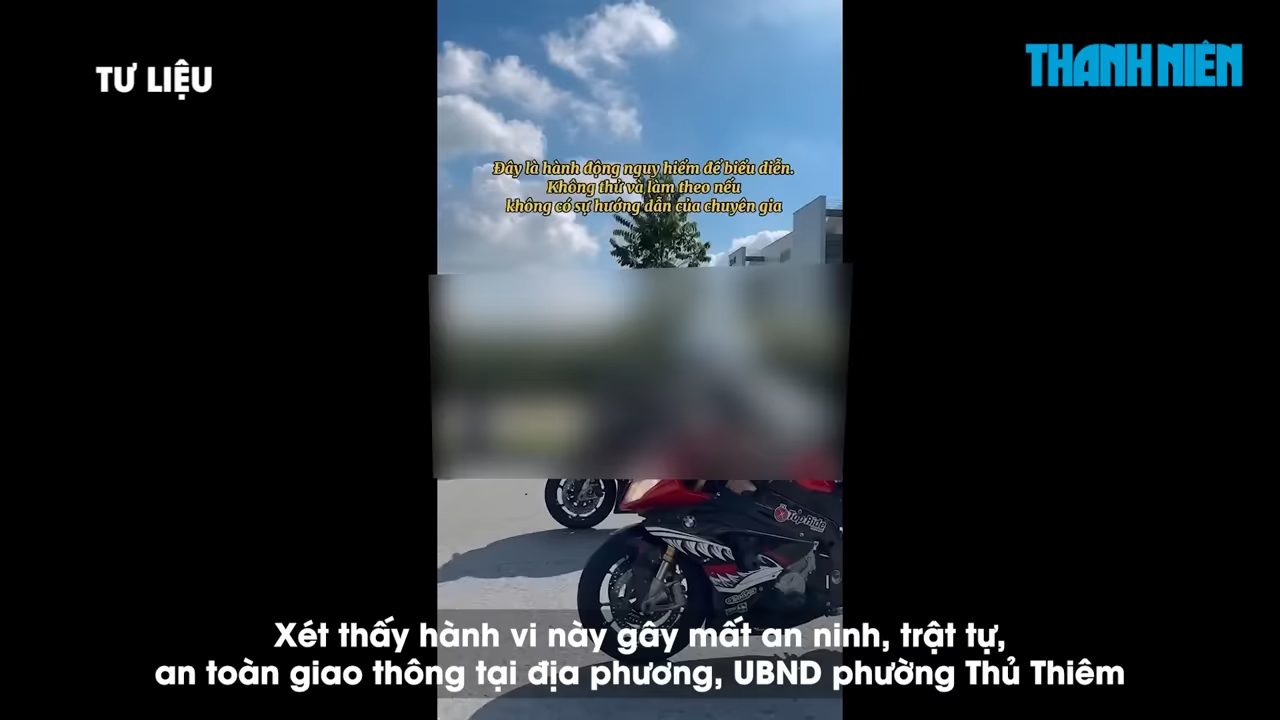 TƯ LIỆU
THANH NIÊN
Đây là hành động nguy hiểm để biểu diễn.
Không thử và làm theo nếu
không có sự hướng dẫn của chuyên gia
TopRide
Xét thấy hành vi này gây mất an ninh, trật tự,
an toàn giao thông tại địa phương, UBND phường Thủ Thiêm